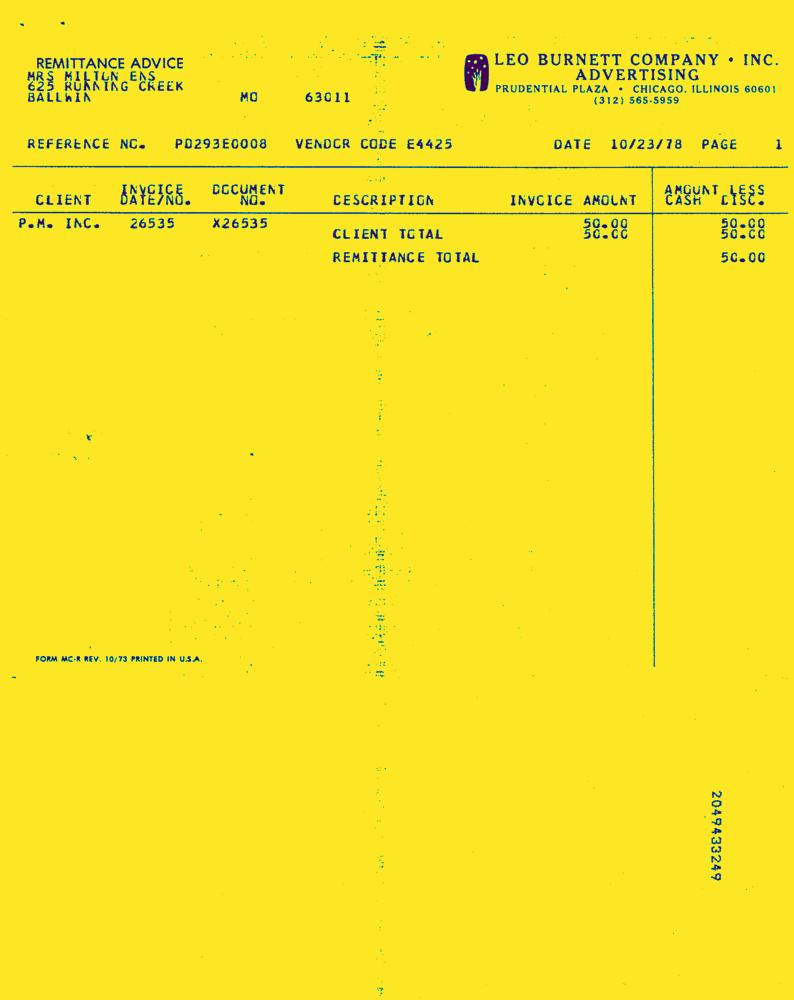 REMITTANCE ADVICE
MRS MILTON ENS
625 RUNNING CREEK
BALLWIN MO 63011
LEO BURNETT COMPANY • INC.
ADVERTISING
PRUDENTIAL PLAZA • CHICAGO, ILLINOIS 60601
(312) 565-5959
REFERENCE NO. PD293E0008 VENDOR CODE E4425 DATE 10/23/78 PAGE 1
CLIENT INVOICE DATE/NO. DOCUMENT NO. DESCRIPTION INVOICE AMOUNT AMOUNT LESS CASH DISC.
P.M. INC. 26535 X26535 50.00 50.00
CLIENT TOTAL 50.00 50.00
REMITTANCE TOTAL 50.00
FORM MC-R REV. 10/73 PRINTED IN U.S.A.
2049433249